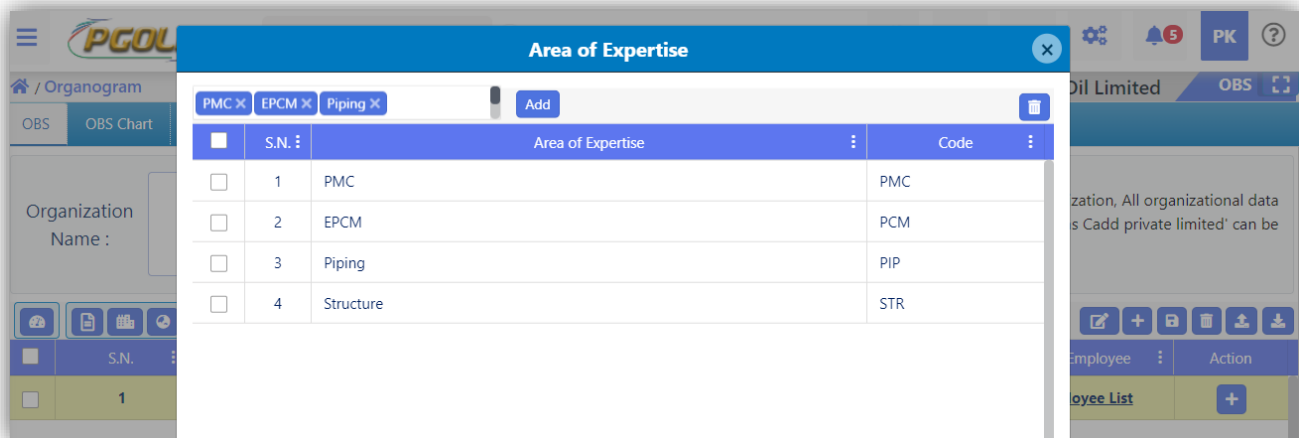 PGOL
Area of Expertise
5
PK
/ Organogram
Oil Limited
OBS
PMC
EPCM
Piping
Add
OBS
OBS Chart
S.N.
Area of Expertise
Code
1
PMC
PMC
2
EPCM
PCM
3
Piping
PIP
4
Structure
STR
Organization
Name :
zation, All organizational data
s Cadd private limited' can be
S.N.
Employee
Action
1
oyee List